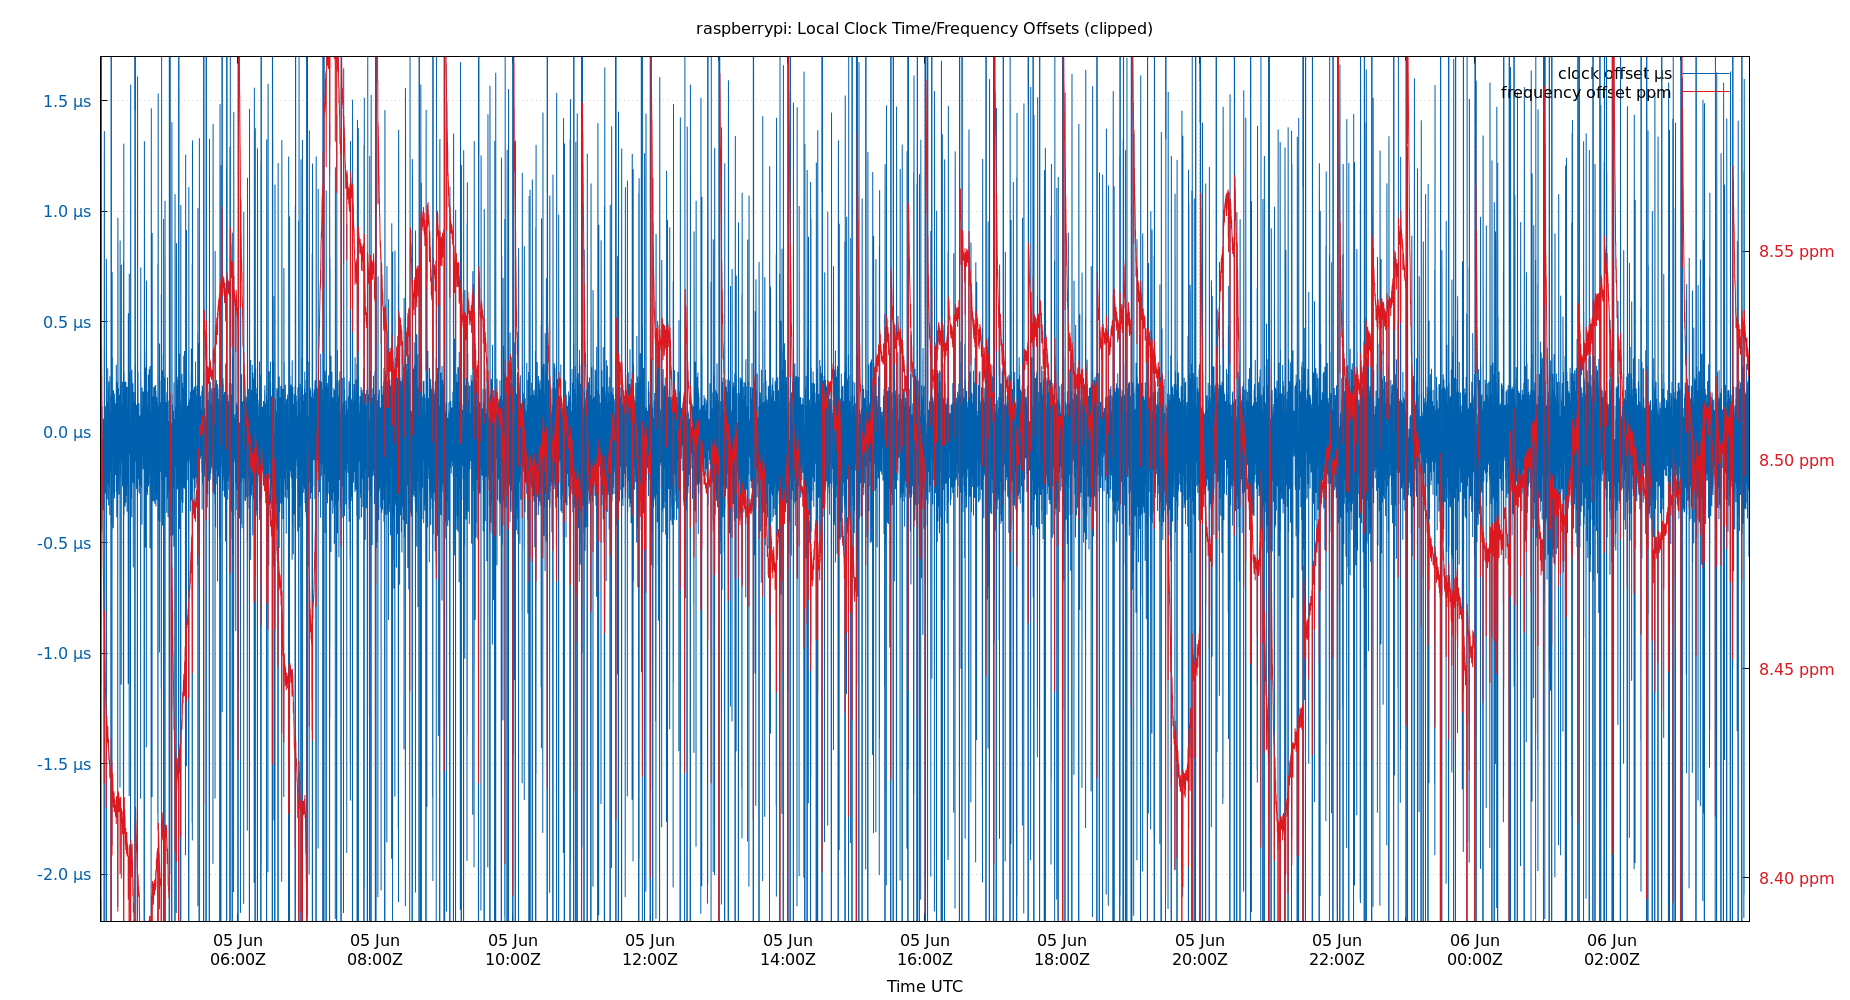 raspberrypi: Local Clock Time/Frequency Offsets (clipped)
clock offset µs
frequency offset ppm
1.5 µs
1.0 µs
0.5 µs
0.0 µs
-0.5 µs
-1.0 µs
-1.5 µs
-2.0 µs
8.55 ppm
8.50 ppm
8.45 ppm
8.40 ppm
05 Jun 05 Jun 05 Jun 05 Jun 05 Jun 05 Jun 05 Jun 05 Jun 05 Jun 06 Jun 06 Jun
06:00Z 08:00Z 10:00Z 12:00Z 14:00Z 16:00Z 18:00Z 20:00Z 22:00Z 00:00Z 02:00Z
Time UTC